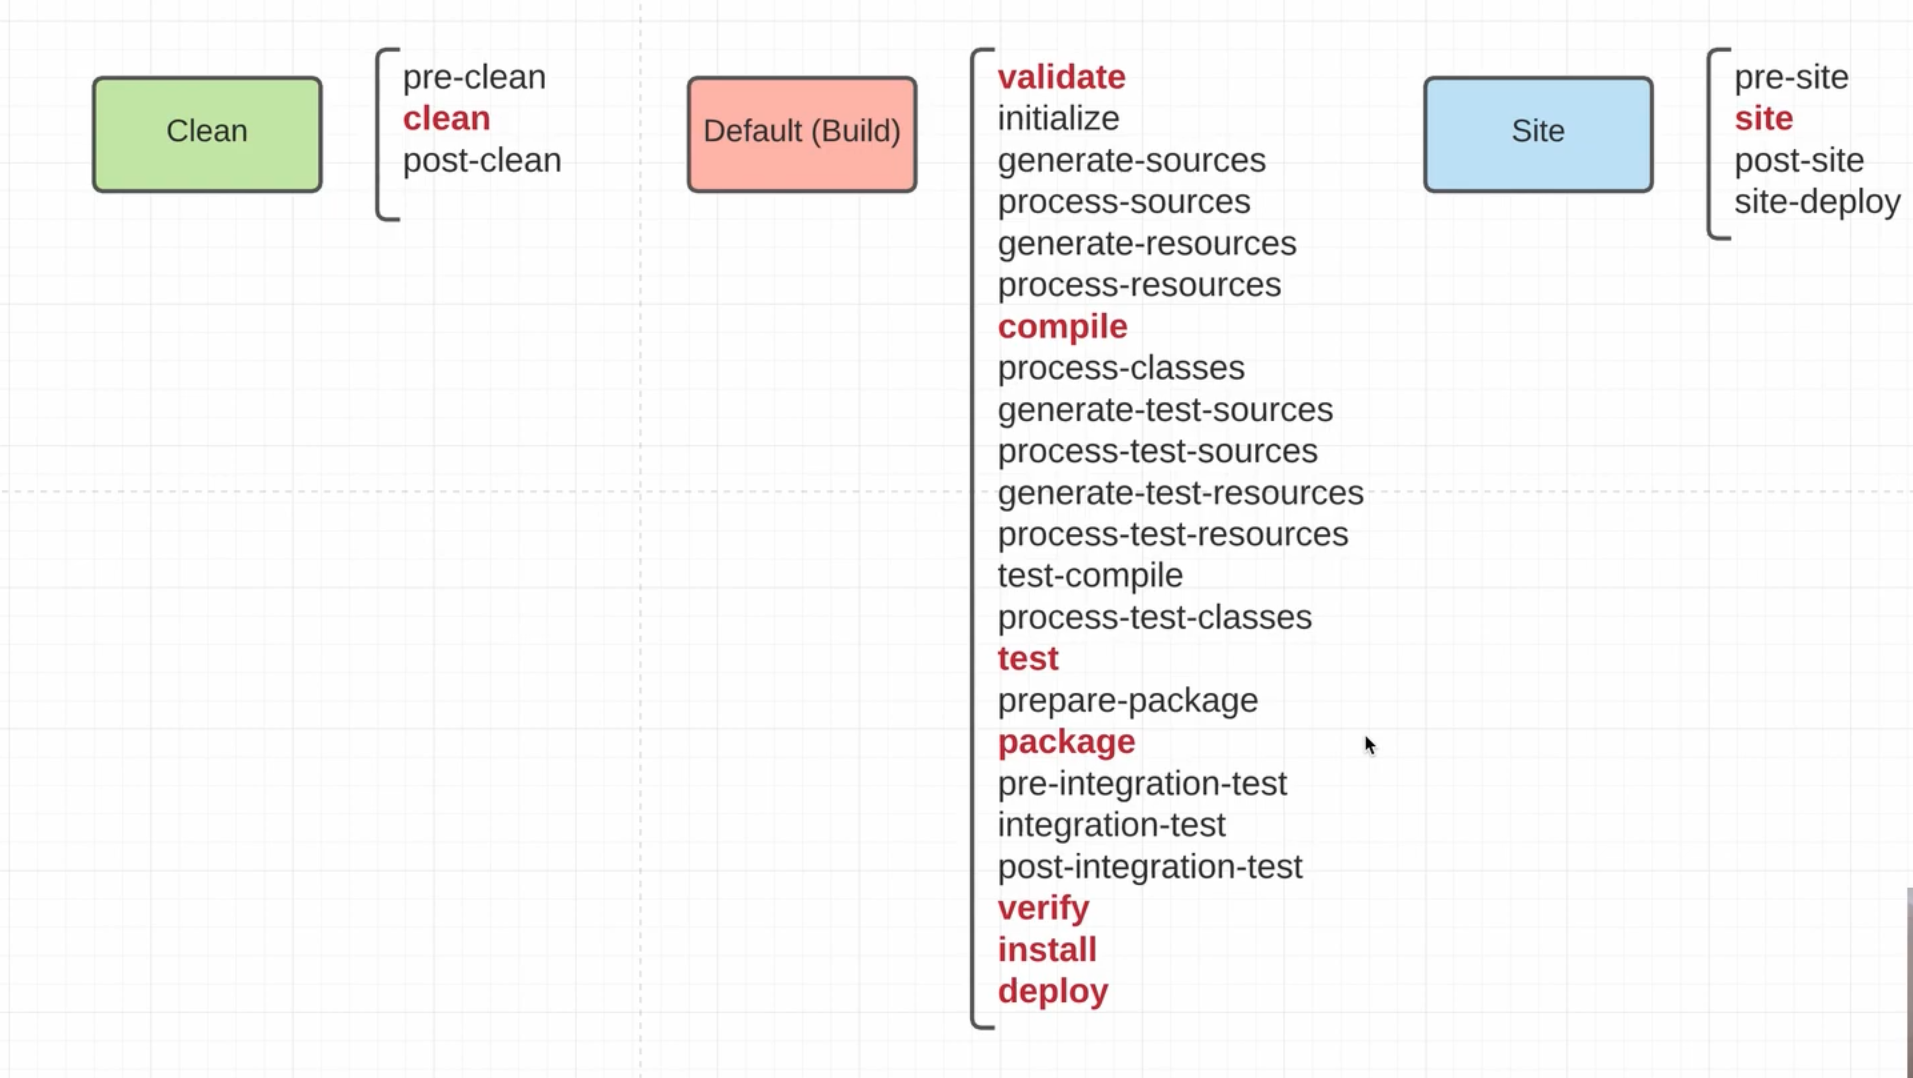 Clean
pre-clean
clean
post-clean
Default (Build)
validate
initialize
generate-sources
process-sources
generate-resources
process-resources
compile
process-classes
generate-test-sources
process-test-sources
generate-test-resources
process-test-resources
test-compile
process-test-classes
test
prepare-package
package
pre-integration-test
integration-test
post-integration-test
verify
install
deploy
Site
pre-site
site
post-site
site-deploy